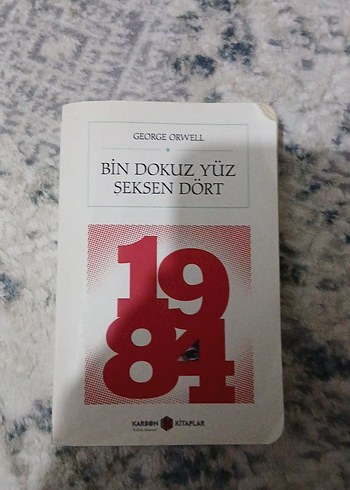 GEORGE ORWELL
BİN DOKUZ YÜZ
SEKSEN DÖRT
19
84
KARBON KİTAPLAR